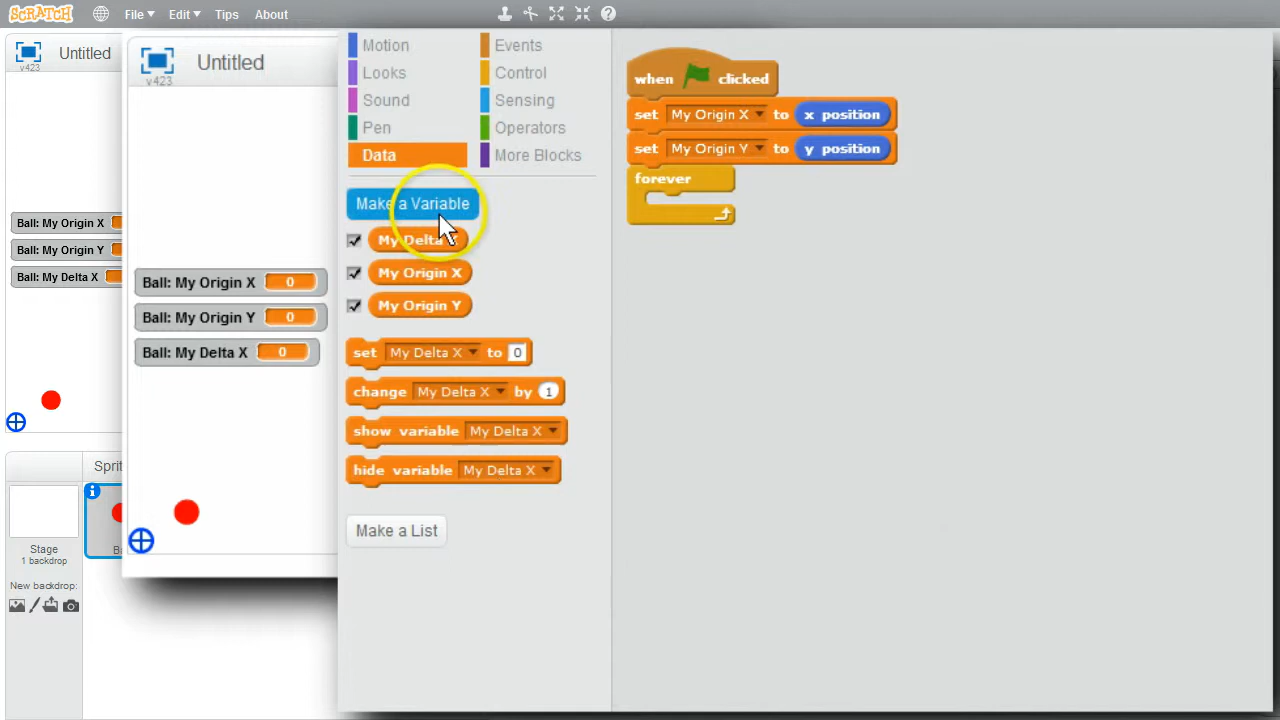 SCRATCH File Edit Tips About
Untitled
v423
Ball: My Origin X
Ball: My Origin Y
Ball: My Delta X
Stage
1 backdrop
New backdrop:
Untitled
v423
Ball: My Origin X 0
Ball: My Origin Y 0
Ball: My Delta X 0
Motion Events
Looks Control
Sound Sensing
Pen Operators
Data More Blocks
Make a Variable
My Delta X
My Origin X
My Origin Y
set My Delta X to 0
change My Delta X by 1
show variable My Delta X
hide variable My Delta X
Make a List
when clicked
set My Origin X to x position
set My Origin Y to y position
forever